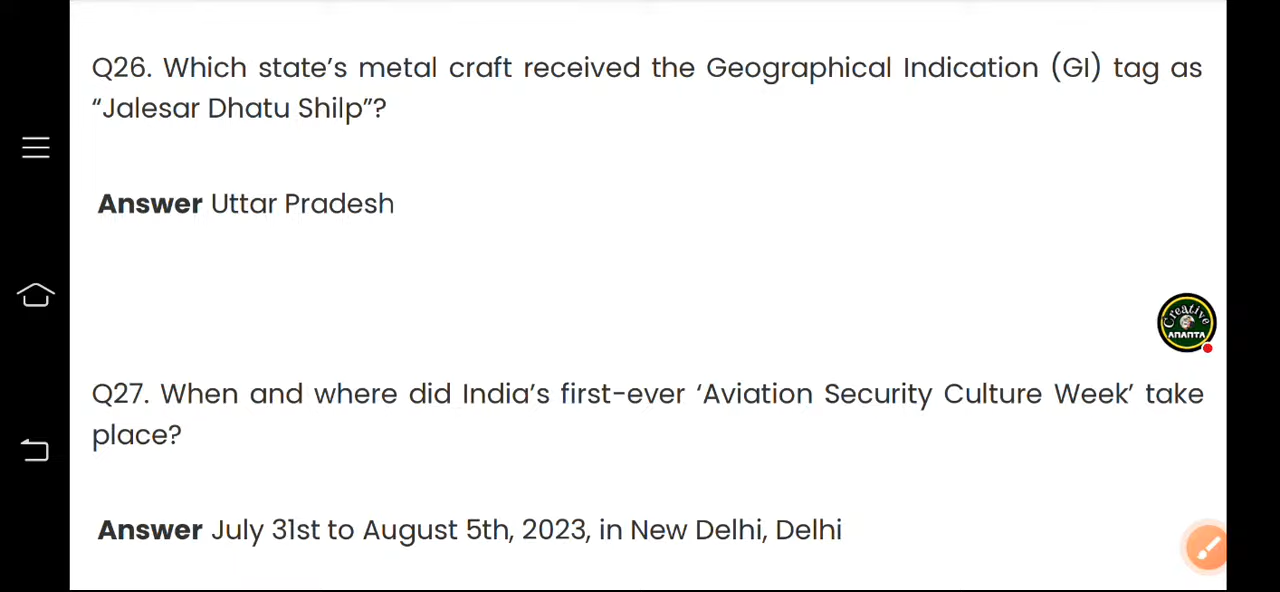 Q26. Which state’s metal craft received the Geographical Indication (GI) tag as
“Jalesar Dhatu Shilp”?
Answer Uttar Pradesh
Creative
ANANTA
Q27. When and where did India’s first-ever ‘Aviation Security Culture Week’ take
place?
Answer July 31st to August 5th, 2023, in New Delhi, Delhi